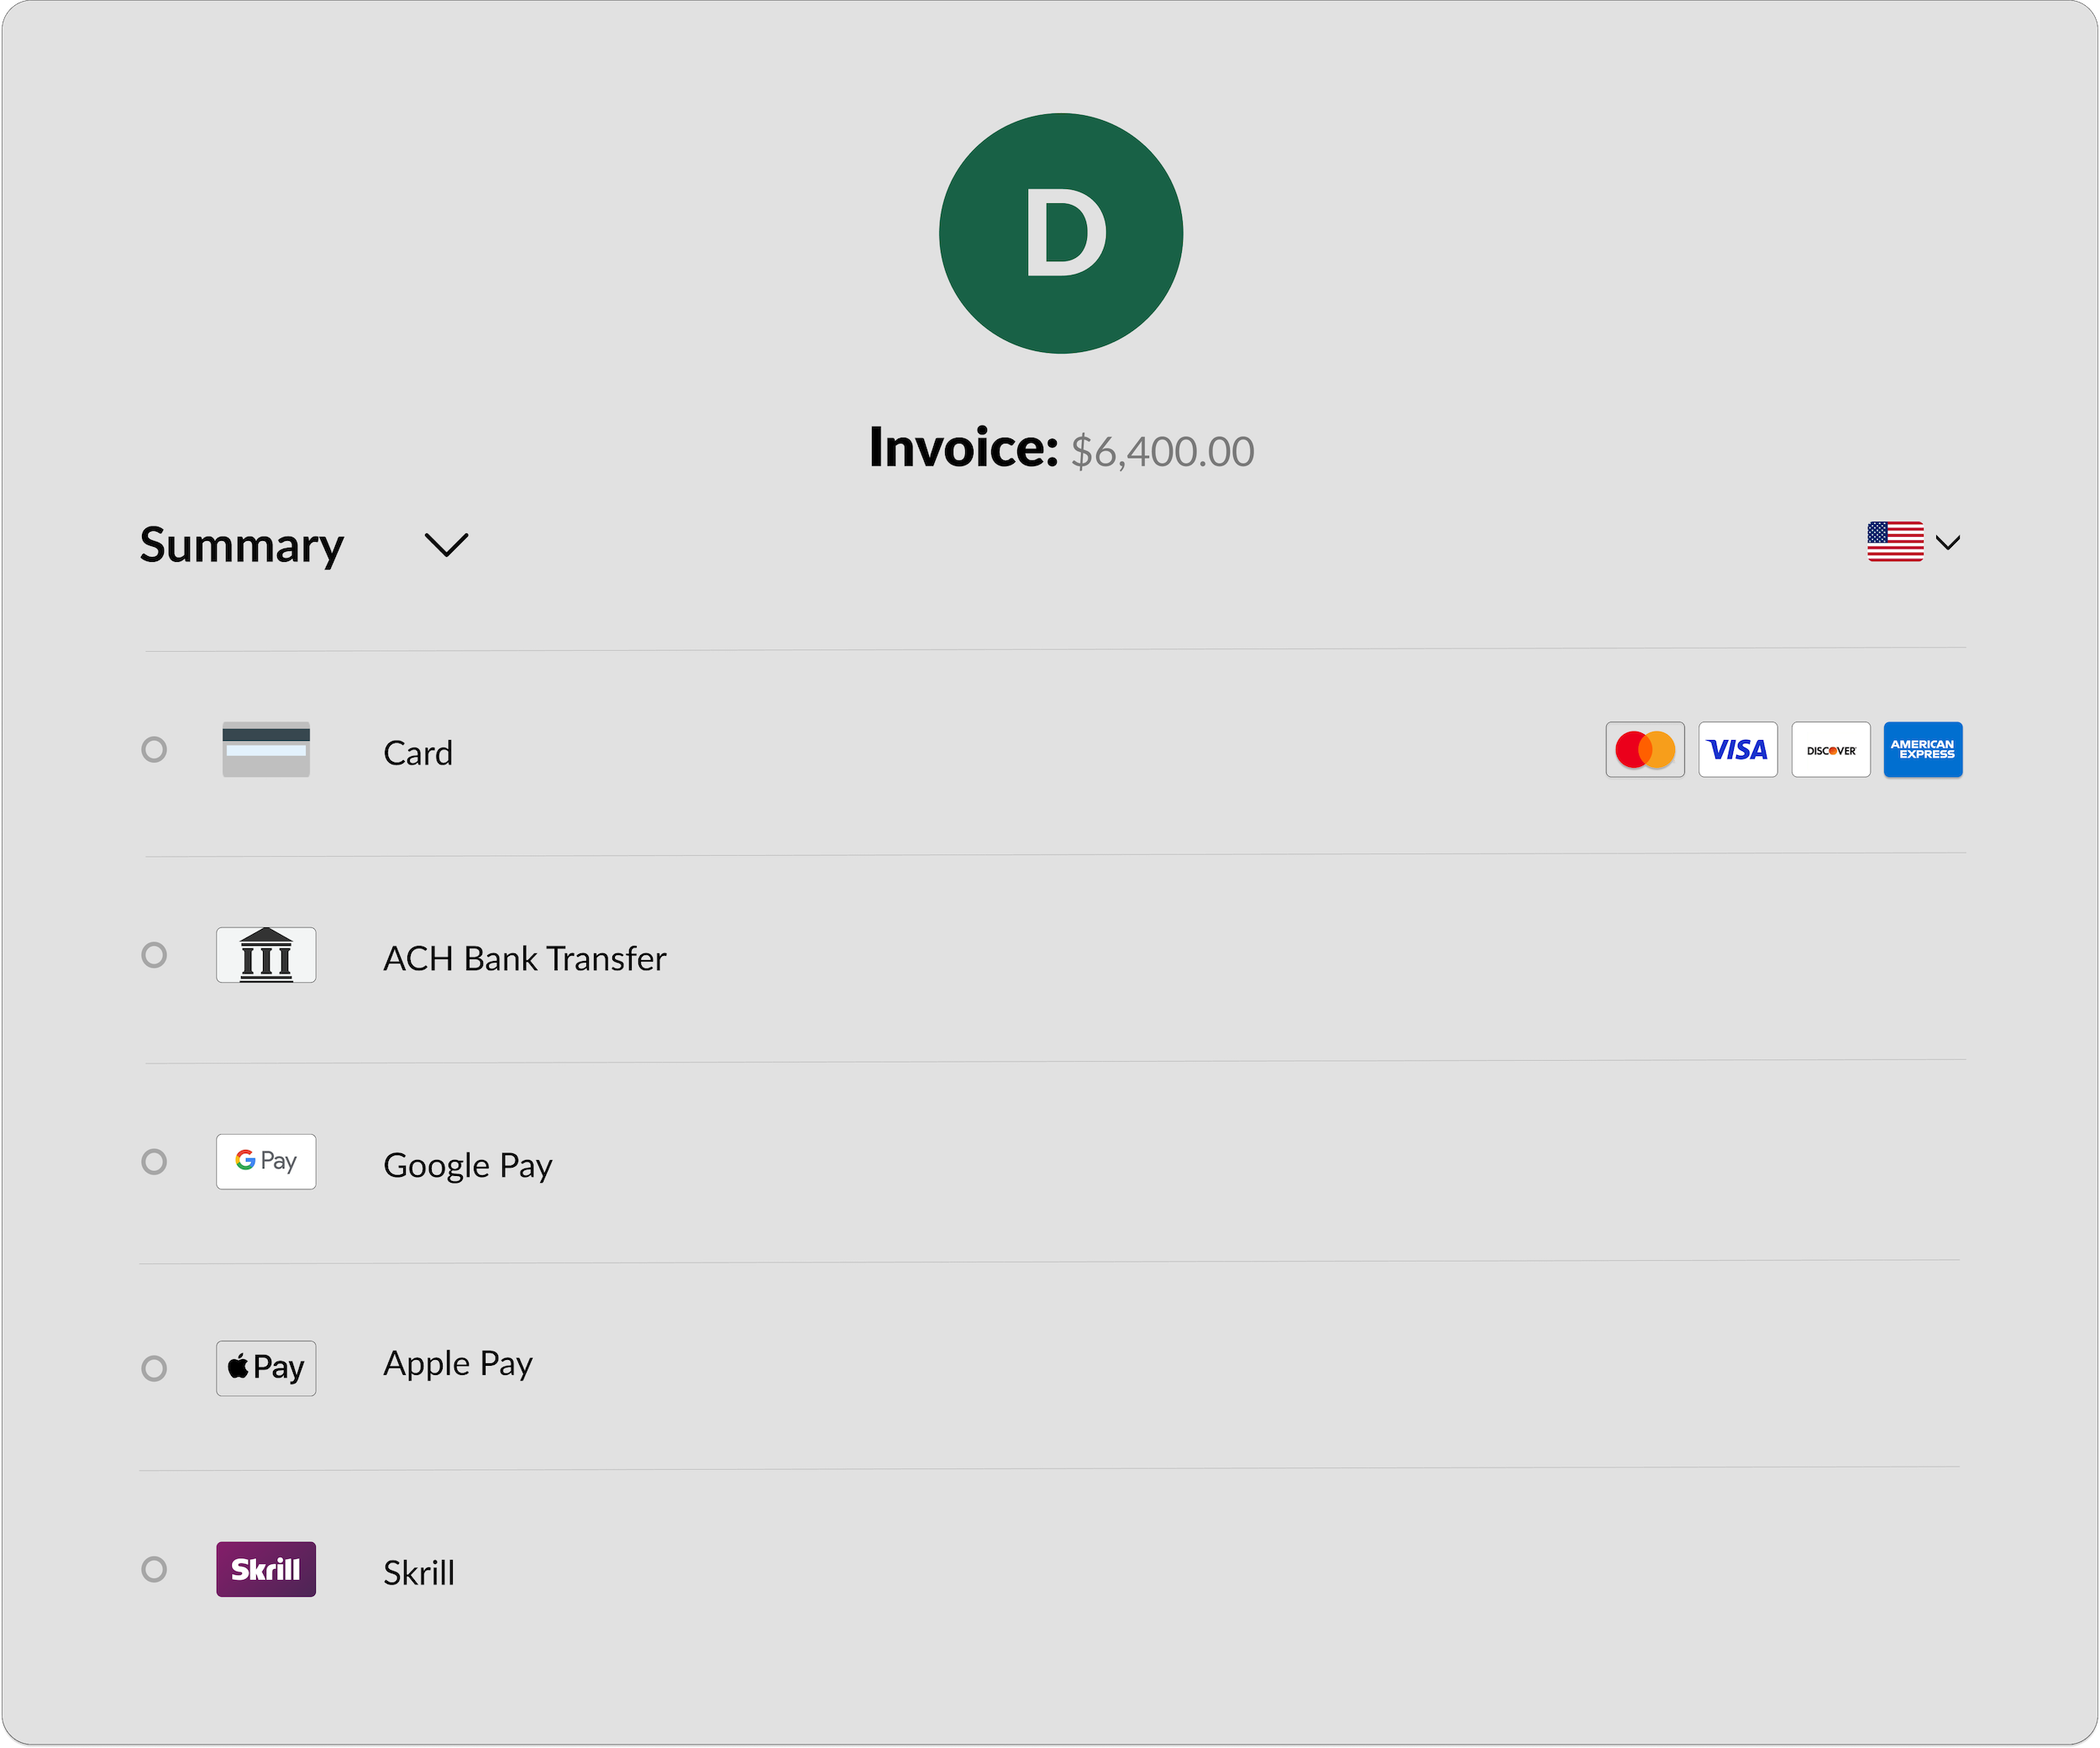 D
Invoice: $6,400.00
Summary
Card
VISA
DISCOVER
AMERICAN
EXPRESS
ACH Bank Transfer
G Pay
Google Pay
Pay
Apple Pay
Skrill
Skrill